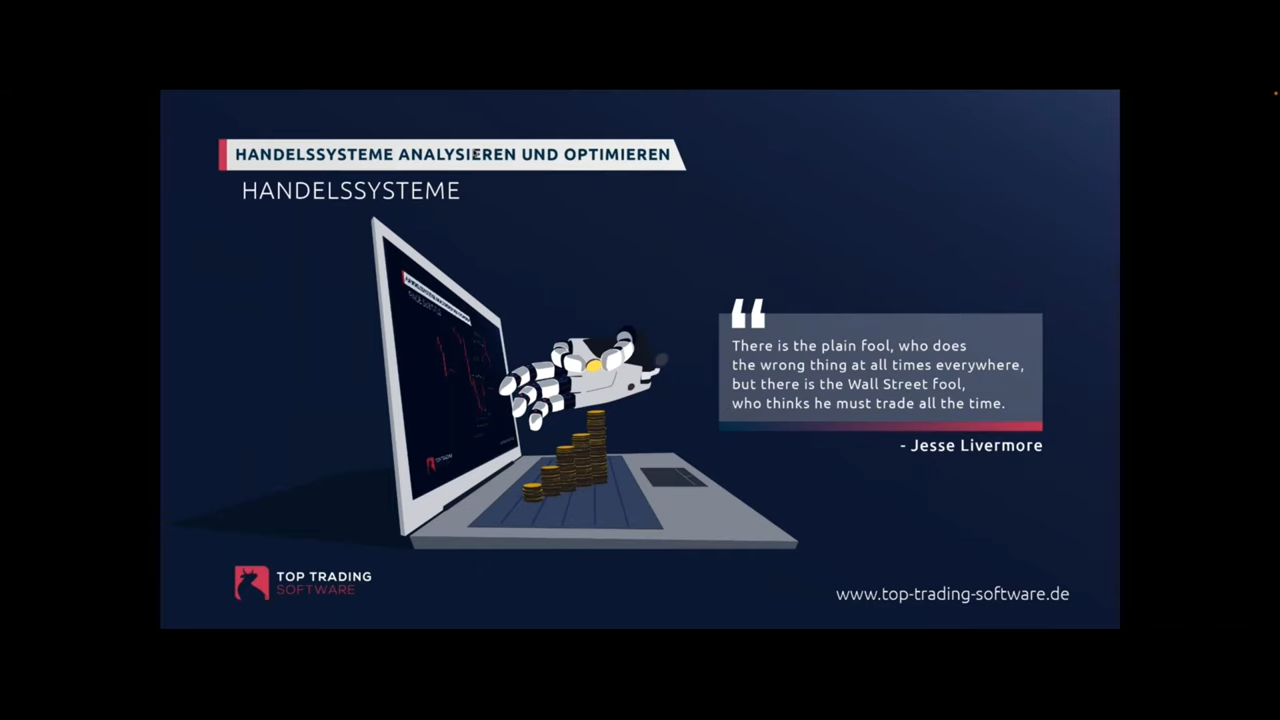 HANDELSSYSTEME ANALYSIEREN UND OPTIMIEREN
HANDELSSYSTEME
“
There is the plain fool, who does
the wrong thing at all times everywhere,
but there is the Wall Street fool,
who thinks he must trade all the time.
- Jesse Livermore
TOP TRADING
SOFTWARE
www.top-trading-software.de